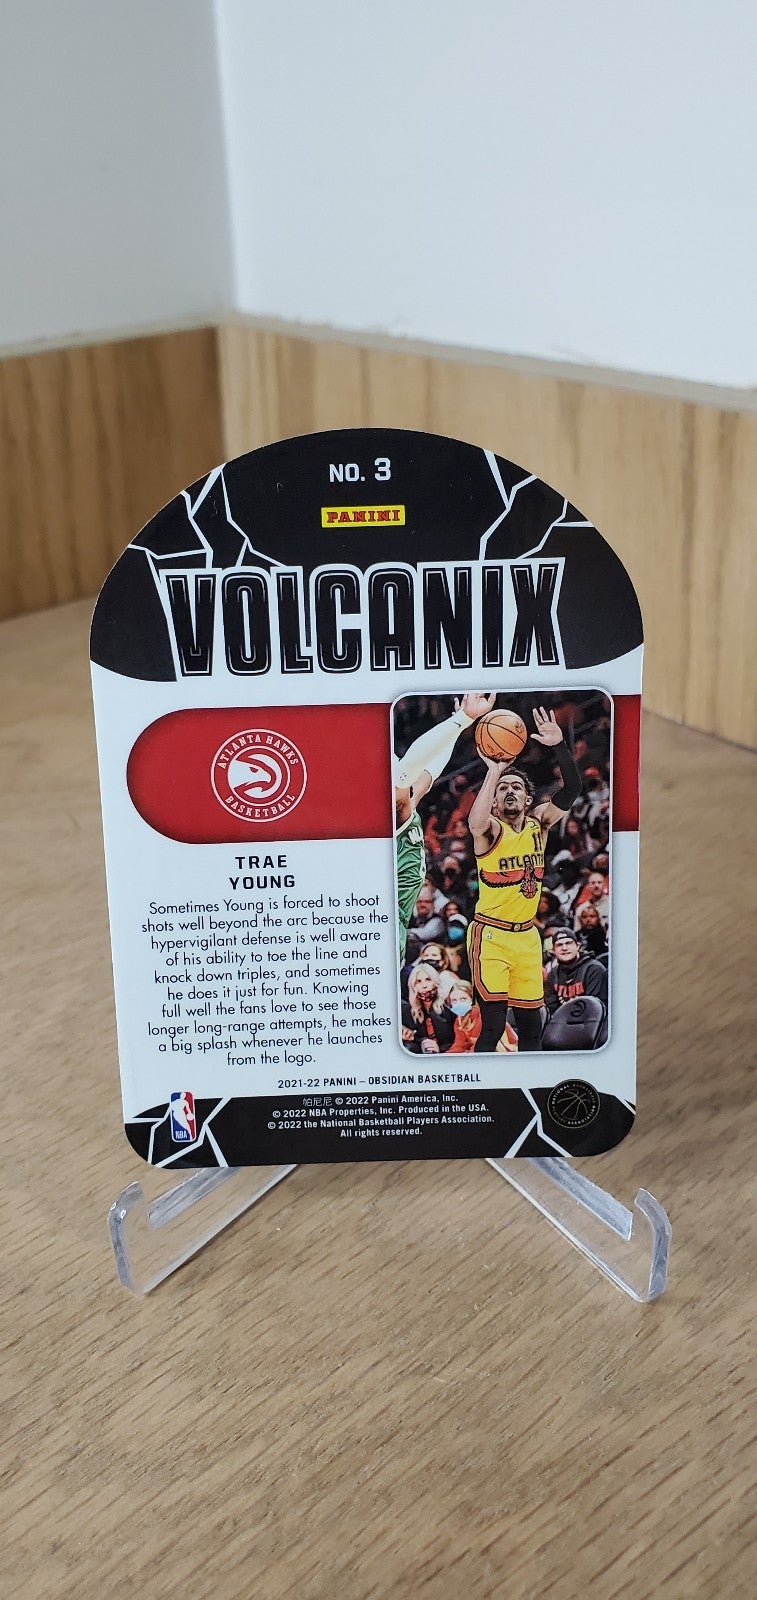 NO. 3
PANINI
VOLCANIX
ATLANTA HAWKS
BASKETBALL
11
ATLANTA
TRAE
YOUNG
Sometimes Young is forced to shoot
shots well beyond the arc because the
hypervigilant defense is well aware
of his ability to toe the line and
knock down triples, and sometimes
he does it just for fun. Knowing
full well the fans love to see those
longer long-range attempts, he makes
a big splash whenever he launches
from the logo.
2021-22 PANINI – OBSIDIAN BASKETBALL
帕尼尼 © 2022 Panini America, Inc.
© 2022 NBA Properties, Inc. Produced in the USA.
© 2022 the National Basketball Players Association.
All rights reserved.
NBA